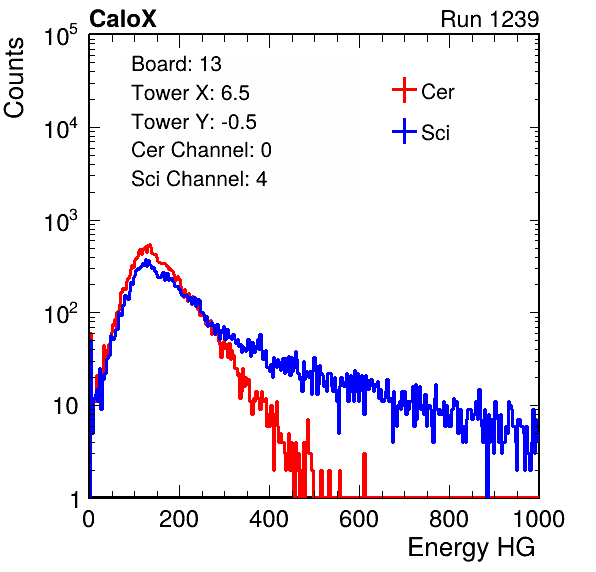 CaloX Run 1239
Counts
10^5
10^4
10^3
10^2
10
1
Board: 13
Tower X: 6.5
Tower Y: -0.5
Cer Channel: 0
Sci Channel: 4
Cer
Sci
0 200 400 600 800 1000
Energy HG